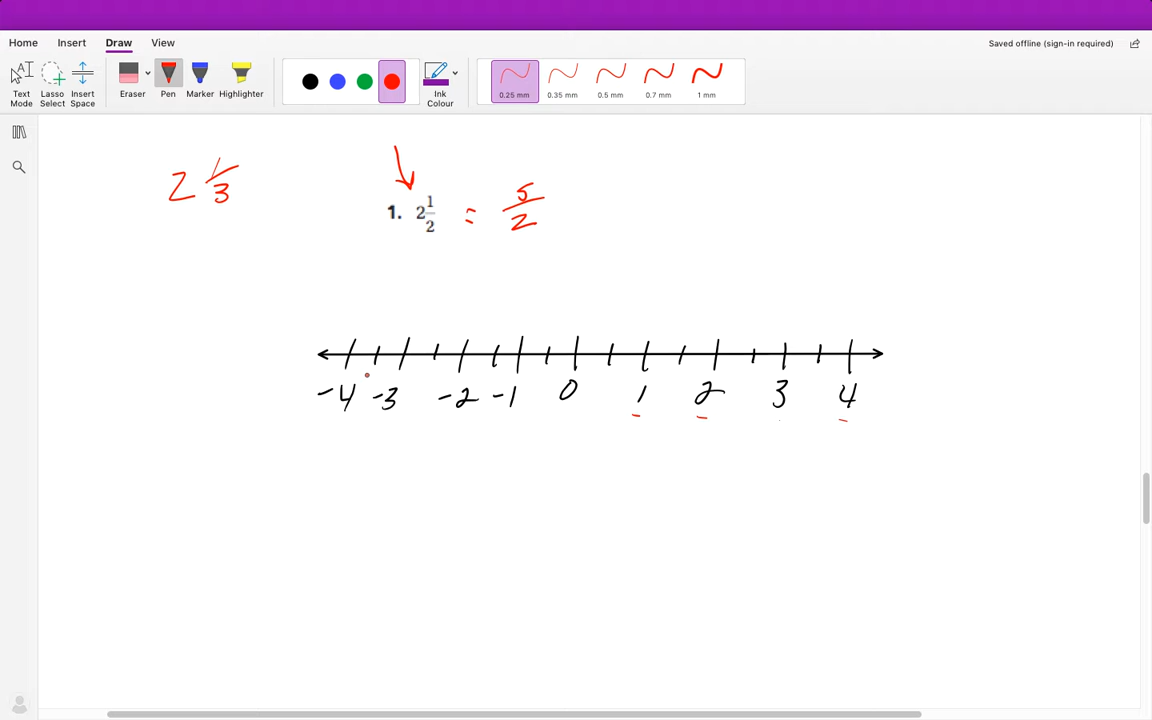 Home Insert Draw View
Saved offline (sign-in required)
Text Mode
Lasso Select
Insert Space
Eraser
Pen
Marker
Highlighter
Ink Colour
0.25 mm 0.35 mm 0.5 mm 0.7 mm 1 mm
2 1/3
1. 2 1/2 = 5/2
-4 -3 -2 -1 0 1 2 3 4